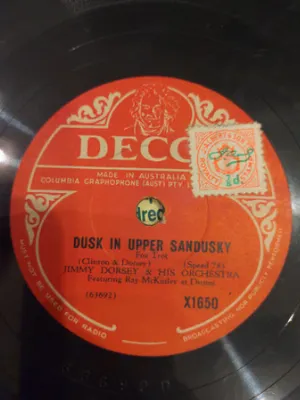 DECC
MADE IN AUSTRALIA
COLUMBIA GRAPHOPHONE (AUST.) PTY.
DUSK IN UPPER SANDUSKY
Fox Trot
(Clinton & Dorsey) (Speed 78)
JIMMY DORSEY & HIS ORCHESTRA
Featuring Ray McKinley at Drums
(63692) X1650
MUST NOT BE USED FOR RADIO
BROADCASTING